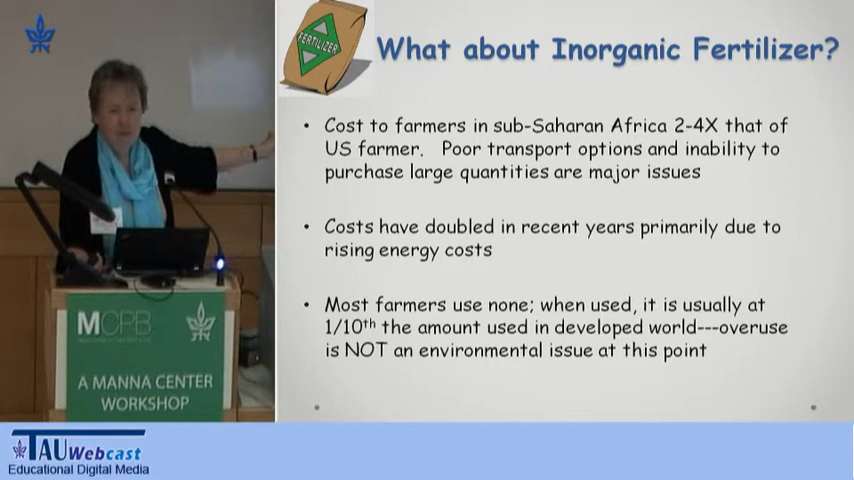 FERTILIZER
What about Inorganic Fertilizer?
• Cost to farmers in sub-Saharan Africa 2-4X that of
US farmer. Poor transport options and inability to
purchase large quantities are major issues
• Costs have doubled in recent years primarily due to
rising energy costs
• Most farmers use none; when used, it is usually at
1/10th the amount used in developed world---overuse
is NOT an environmental issue at this point
MCPB
A MANNA CENTER
WORKSHOP
TAUWebcast
Educational Digital Media